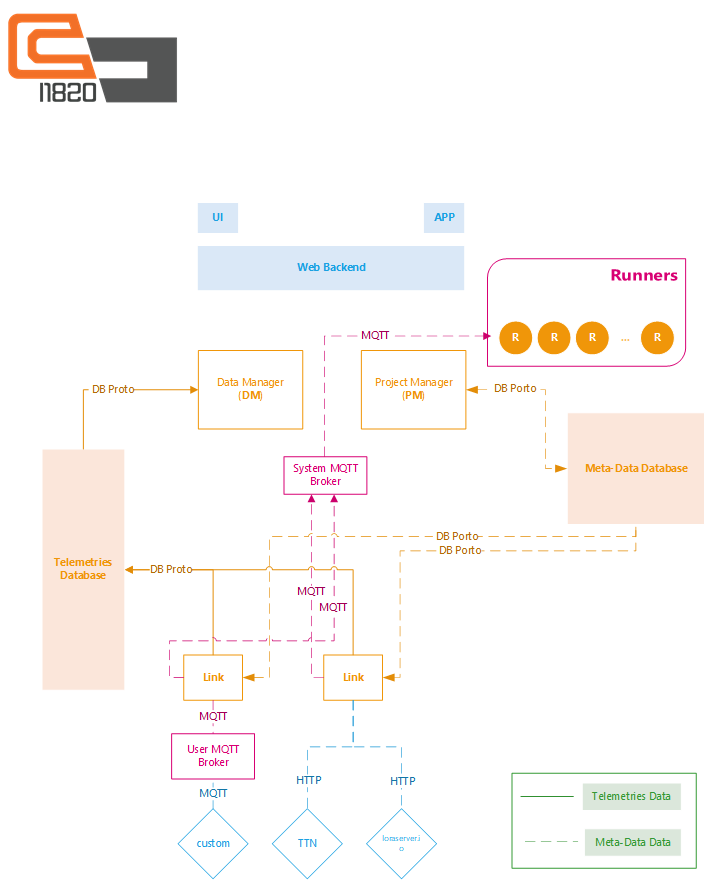 I1820
UI
APP
Web Backend
Runners
R
R
R
...
R
MQTT
Data Manager
(DM)
Project Manager
(PM)
DB Proto
DB Porto
System MQTT
Broker
Meta-Data Database
DB Porto
DB Porto
Telemetries
Database
DB Proto
MQTT
MQTT
Link
Link
MQTT
User MQTT
Broker
MQTT
HTTP
HTTP
custom
TTN
loraserver.i
o
Telemetries Data
Meta-Data Data